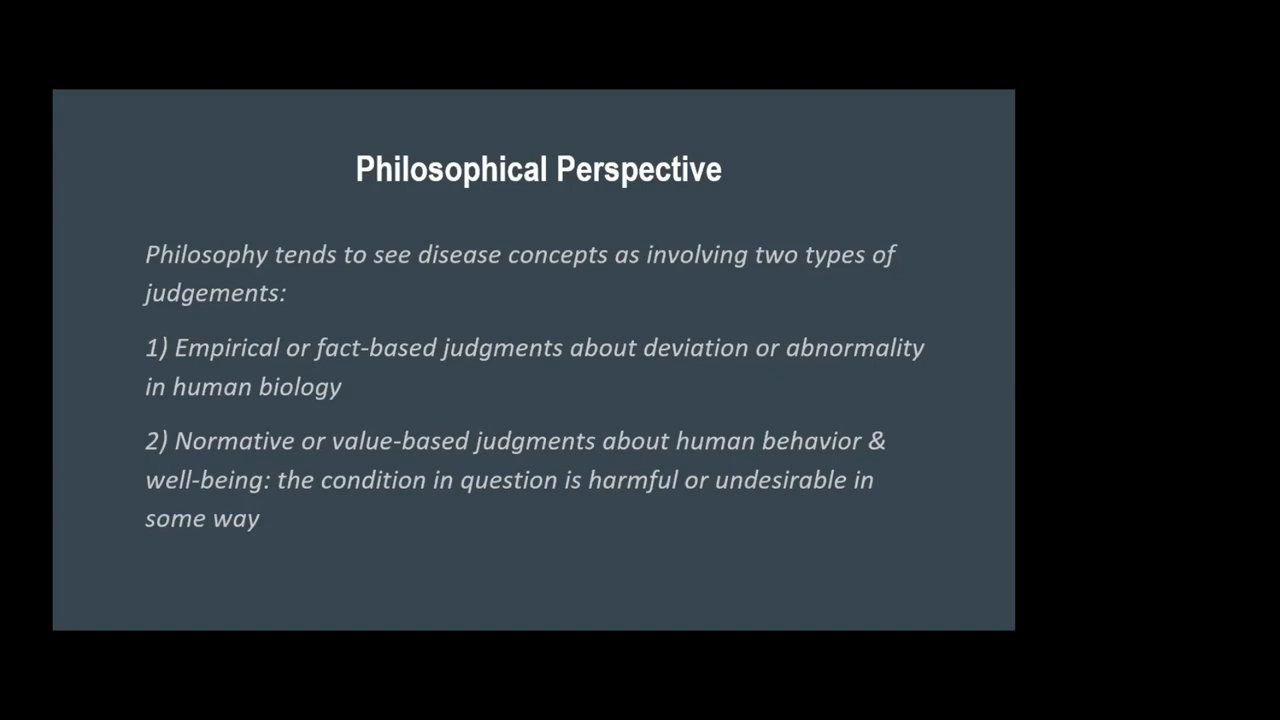 Philosophical Perspective
Philosophy tends to see disease concepts as involving two types of
judgements:
1) Empirical or fact-based judgments about deviation or abnormality
in human biology
2) Normative or value-based judgments about human behavior &
well-being: the condition in question is harmful or undesirable in
some way